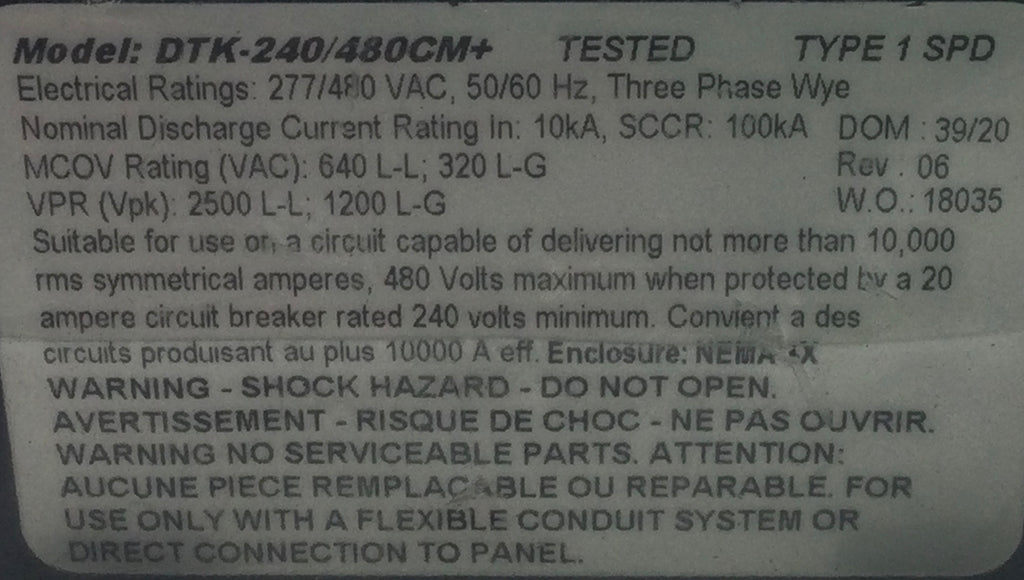 Model: DTK-240/480CM+ TESTED TYPE 1 SPD
Electrical Ratings: 277/480 VAC, 50/60 Hz, Three Phase Wye
Nominal Discharge Current Rating In: 10kA, SCCR: 100kA DOM : 39/20
MCOV Rating (VAC): 640 L-L; 320 L-G Rev . 06
VPR (Vpk): 2500 L-L; 1200 L-G W.O.: 18035
Suitable for use on a circuit capable of delivering not more than 10,000
rms symmetrical amperes, 480 Volts maximum when protected by a 20
ampere circuit breaker rated 240 volts minimum. Convient a des
circuits produisant au plus 10000 A eff. Enclosure: NEMA 4X
WARNING - SHOCK HAZARD - DO NOT OPEN.
AVERTISSEMENT - RISQUE DE CHOC - NE PAS OUVRIR.
WARNING NO SERVICEABLE PARTS. ATTENTION:
AUCUNE PIECE REMPLACABLE OU REPARABLE. FOR
USE ONLY WITH A FLEXIBLE CONDUIT SYSTEM OR
DIRECT CONNECTION TO PANEL.